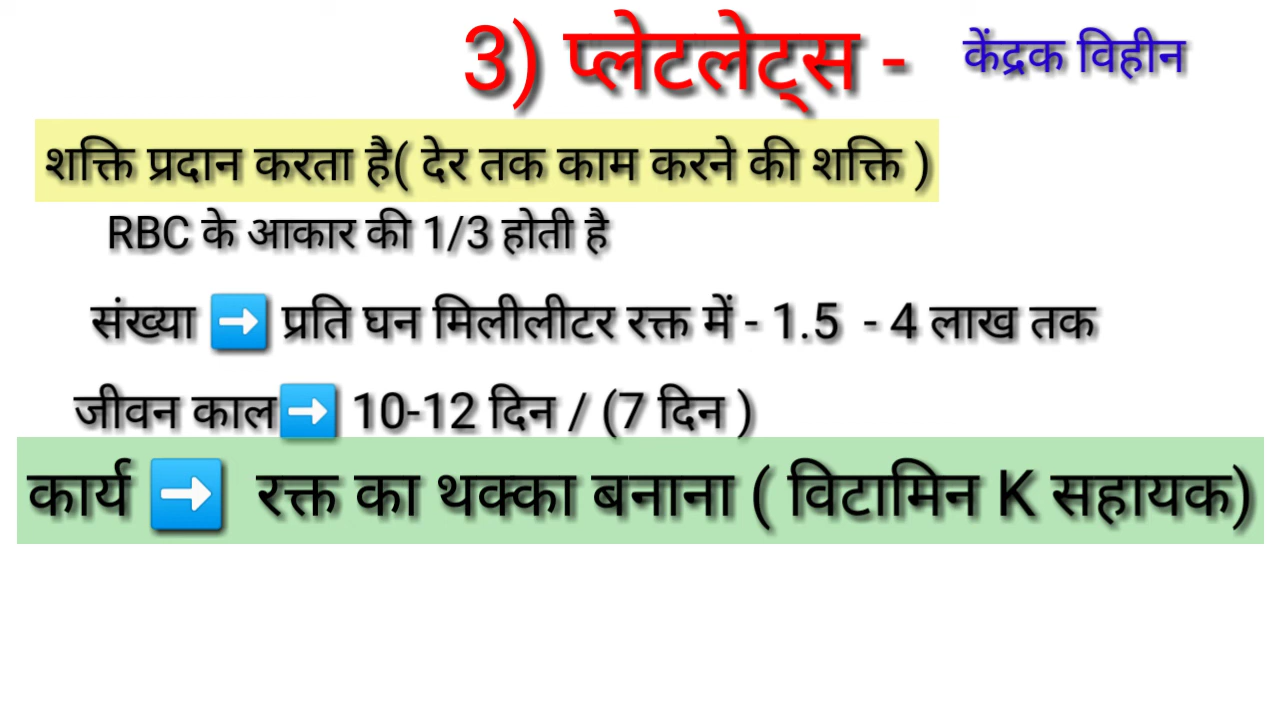 3) प्लेटलेट्स - केंद्रक विहीन
शक्ति प्रदान करता है( देर तक काम करने की शक्ति )
RBC के आकार की 1/3 होती है
संख्या ➡ प्रति घन मिलीलीटर रक्त में - 1.5 - 4 लाख तक
जीवन काल➡ 10-12 दिन / (7 दिन )
कार्य ➡ रक्त का थक्का बनाना ( विटामिन K सहायक)